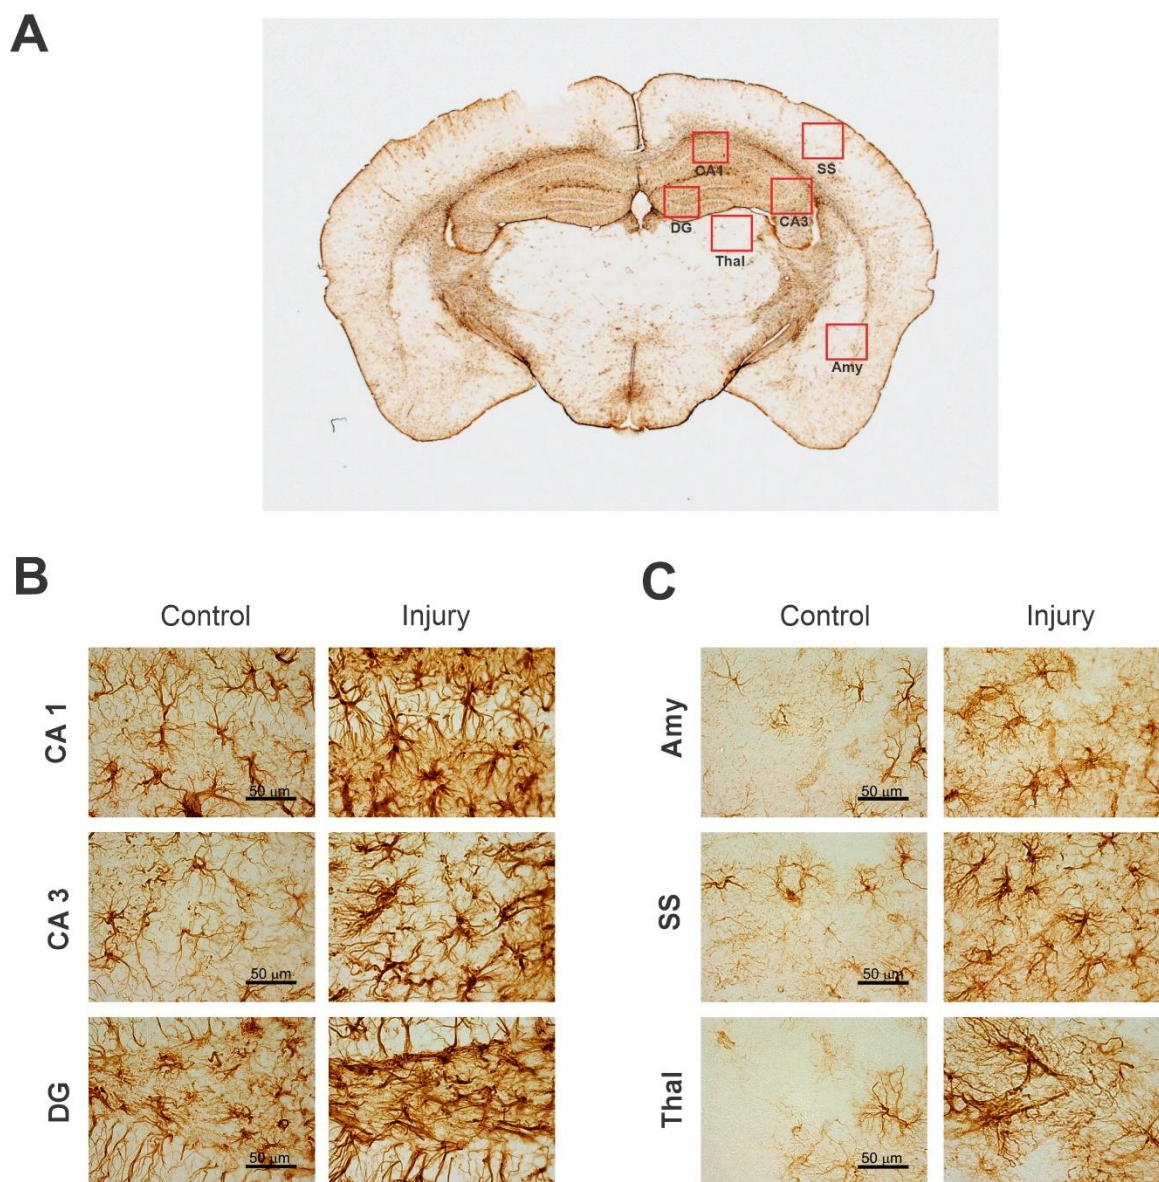 A
CA1
SS
DG
CA3
Thal
Amy
B
C
Control
Injury
Control
Injury
CA 1
50 μm
Amy
50 μm
CA 3
50 μm
SS
50 μm
DG
50 μm
Thal
50 μm